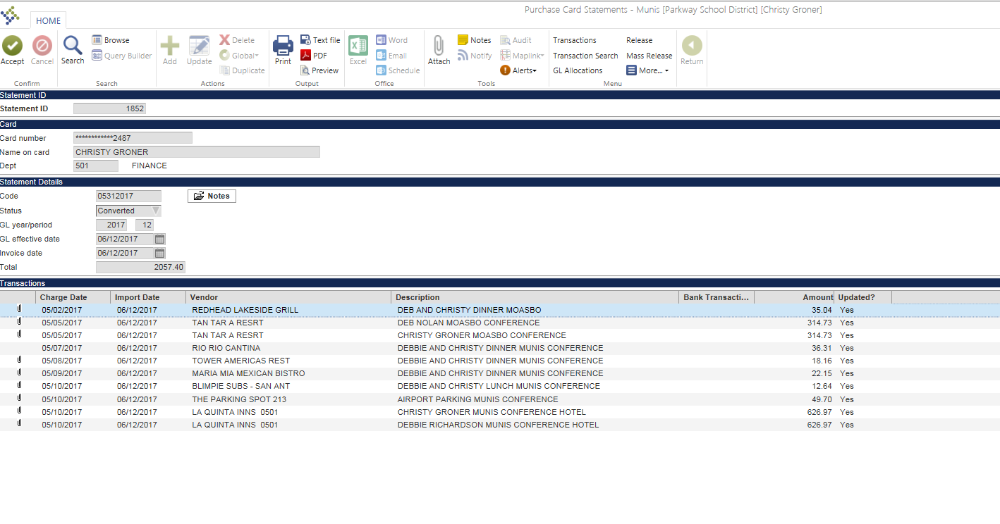 Purchase Card Statements - Munis [Parkway School District] [Christy Groner]
HOME
Accept Cancel Search Browse Query Builder Add Update Delete Global Duplicate Print Text file PDF Preview Excel Word Email Schedule Attach Notes Notify Audit Maplink Alerts Transactions Transaction Search GL Allocations Release Mass Release More... Return
Confirm Search Actions Output Office Tools Menu
Statement ID
Statement ID 1852
Card
Card number ************2487
Name on card CHRISTY GRONER
Dept 501 FINANCE
Statement Details
Code 05312017 Notes
Status Converted
GL year/period 2017 12
GL effective date 06/12/2017
Invoice date 06/12/2017
Total 2057.40
Transactions
Charge Date Import Date Vendor Description Bank Transacti... Amount Updated?
05/02/2017 06/12/2017 REDHEAD LAKESIDE GRILL DEB AND CHRISTY DINNER MOASBO 35.04 Yes
05/05/2017 06/12/2017 TAN TAR A RESRT DEB NOLAN MOASBO CONFERENCE 314.73 Yes
05/05/2017 06/12/2017 TAN TAR A RESRT CHRISTY GRONER MOASBO CONFERENCE 314.73 Yes
05/07/2017 06/12/2017 RIO RIO CANTINA DEBBIE AND CHRISTY DINNER MUNIS CONFERENCE 36.31 Yes
05/08/2017 06/12/2017 TOWER AMERICAS REST DEBBIE AND CHRISTY DINNER MUNIS CONFERENCE 18.16 Yes
05/09/2017 06/12/2017 MARIA MIA MEXICAN BISTRO DEBBIE AND CHRISTY DINNER MUNIS CONFERENCE 22.15 Yes
05/10/2017 06/12/2017 BLIMPIE SUBS - SAN ANT DEBBIE AND CHRISTY LUNCH MUNIS CONFERENCE 12.64 Yes
05/10/2017 06/12/2017 THE PARKING SPOT 213 AIRPORT PARKING MUNIS CONFERENCE 49.70 Yes
05/10/2017 06/12/2017 LA QUINTA INNS 0501 CHRISTY GRONER MUNIS CONFERENCE HOTEL 626.97 Yes
05/10/2017 06/12/2017 LA QUINTA INNS 0501 DEBBIE RICHARDSON MUNIS CONFERENCE HOTEL 626.97 Yes